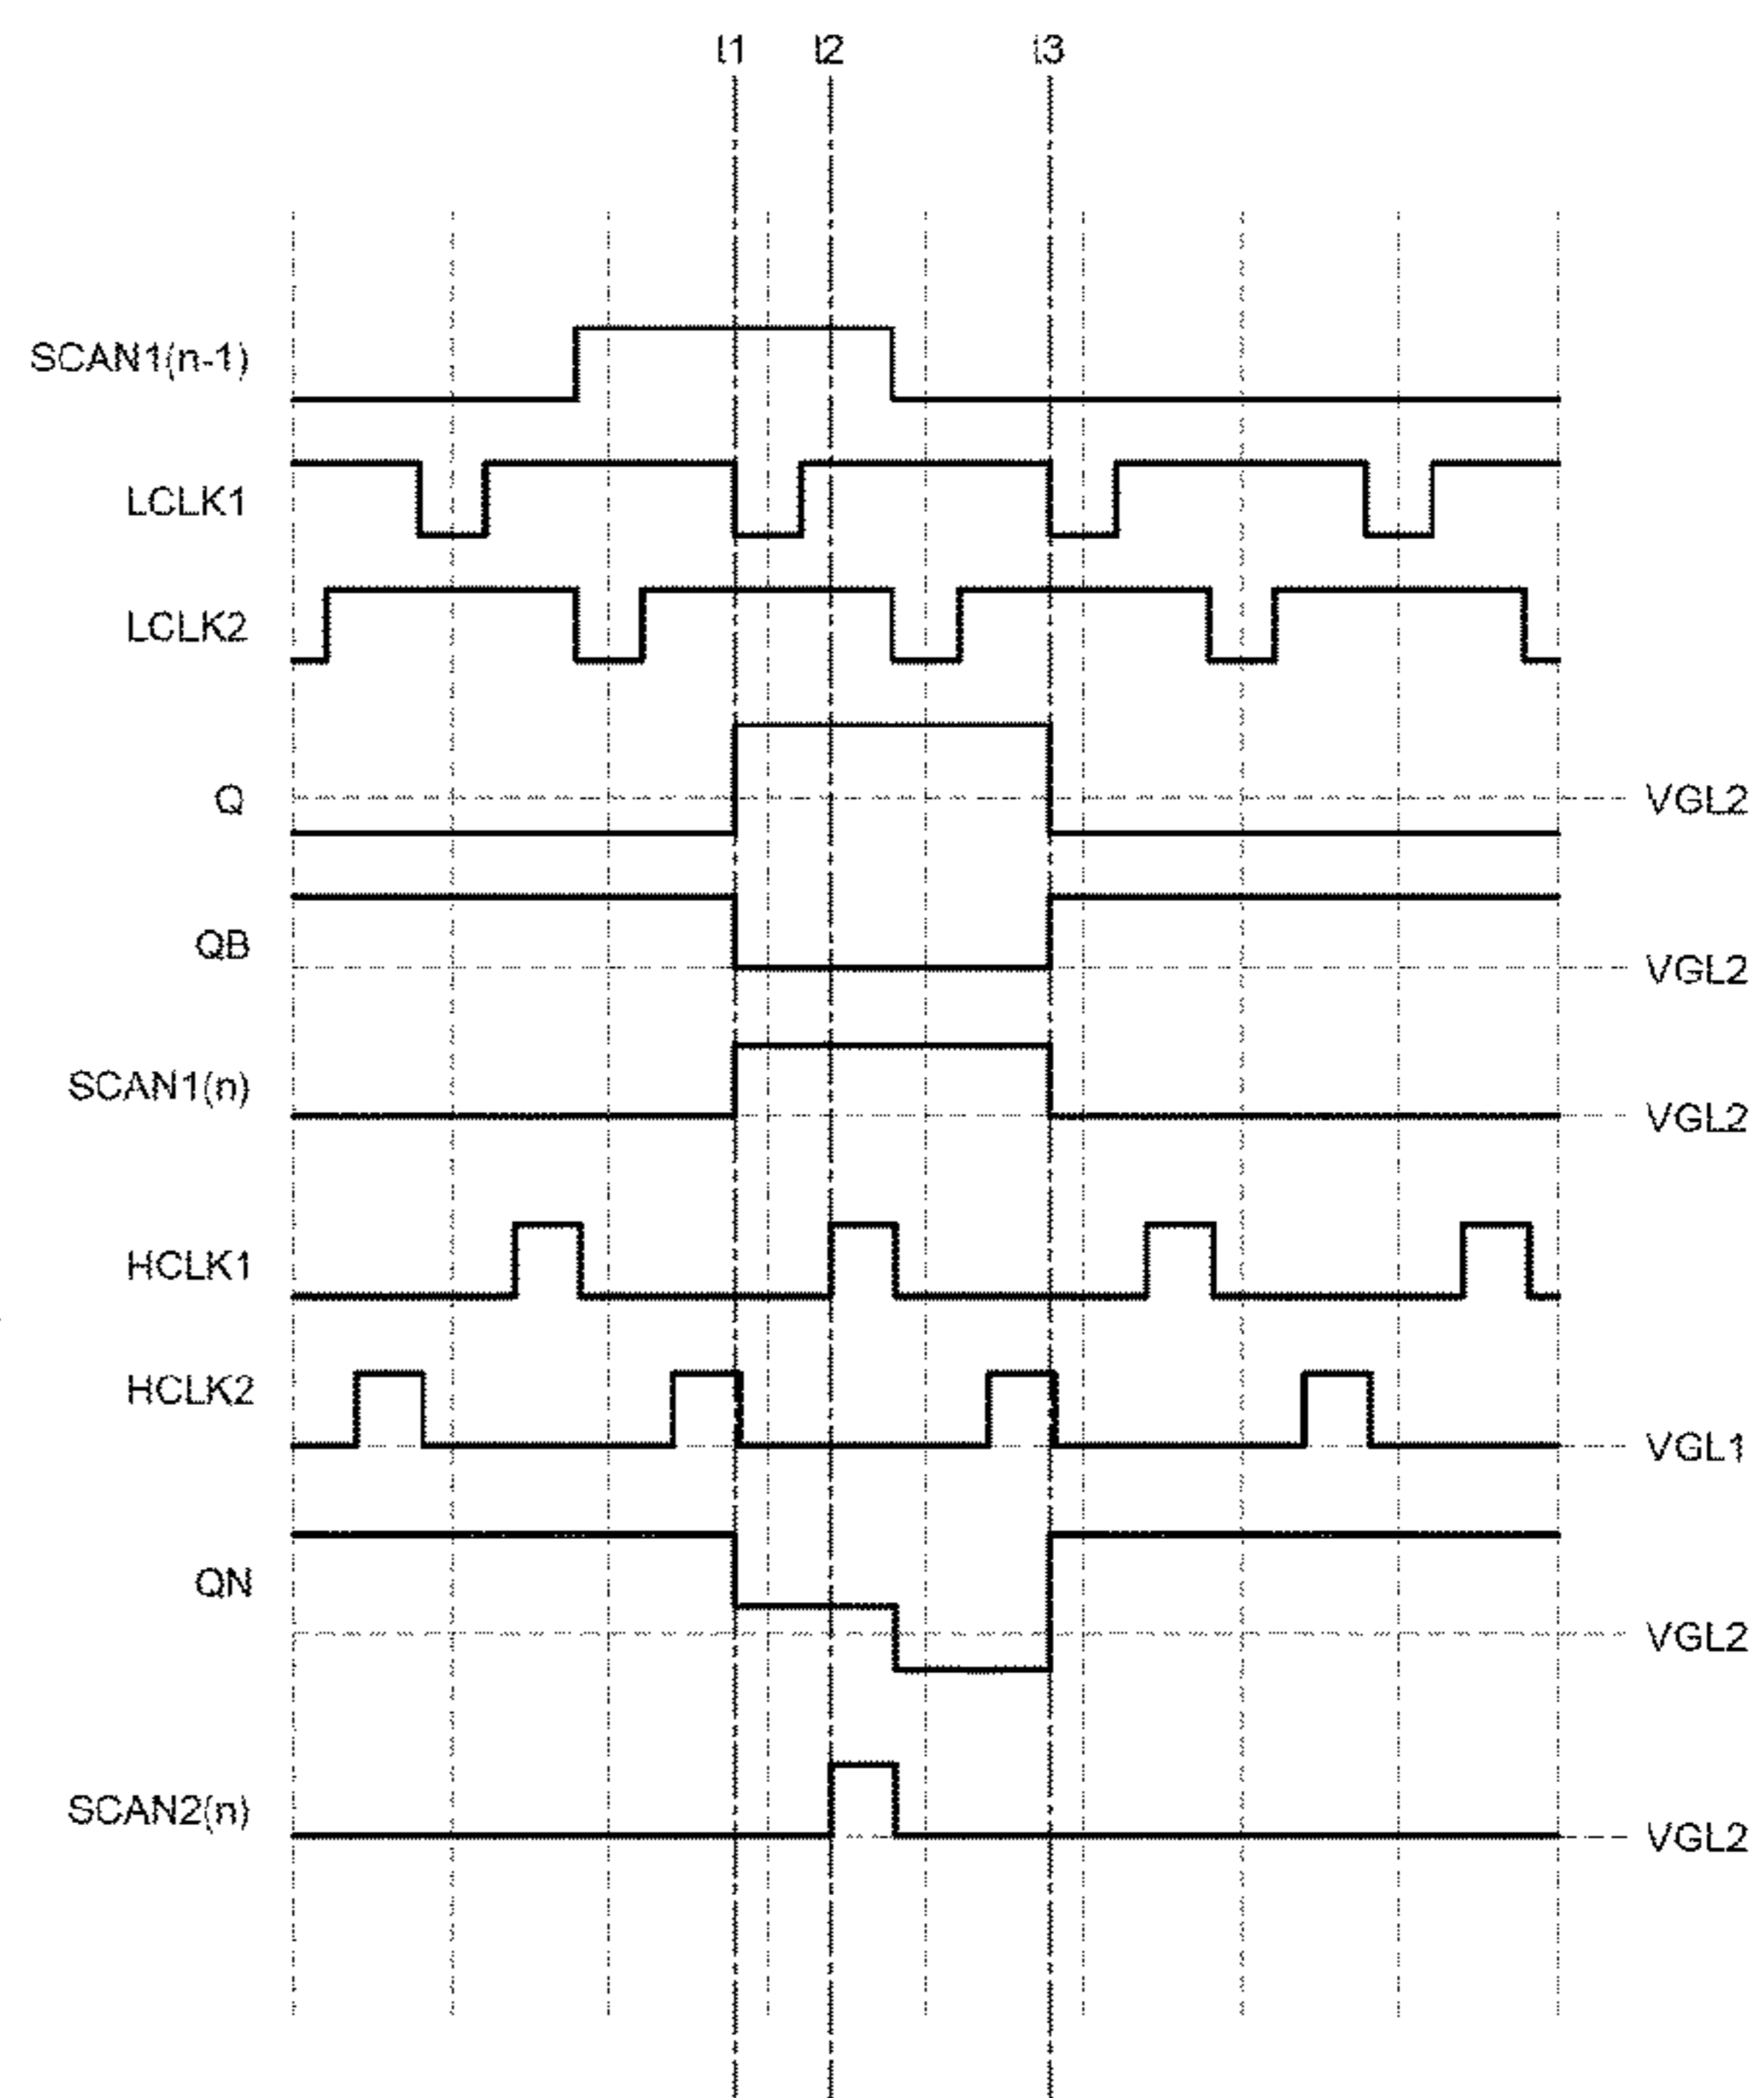 t1 t2 t3
SCAN1(n-1)
LCLK1
LCLK2
Q VGL2
QB VGL2
SCAN1(n) VGL2
HCLK1
HCLK2 VGL1
QN VGL2
SCAN2(n) VGL2